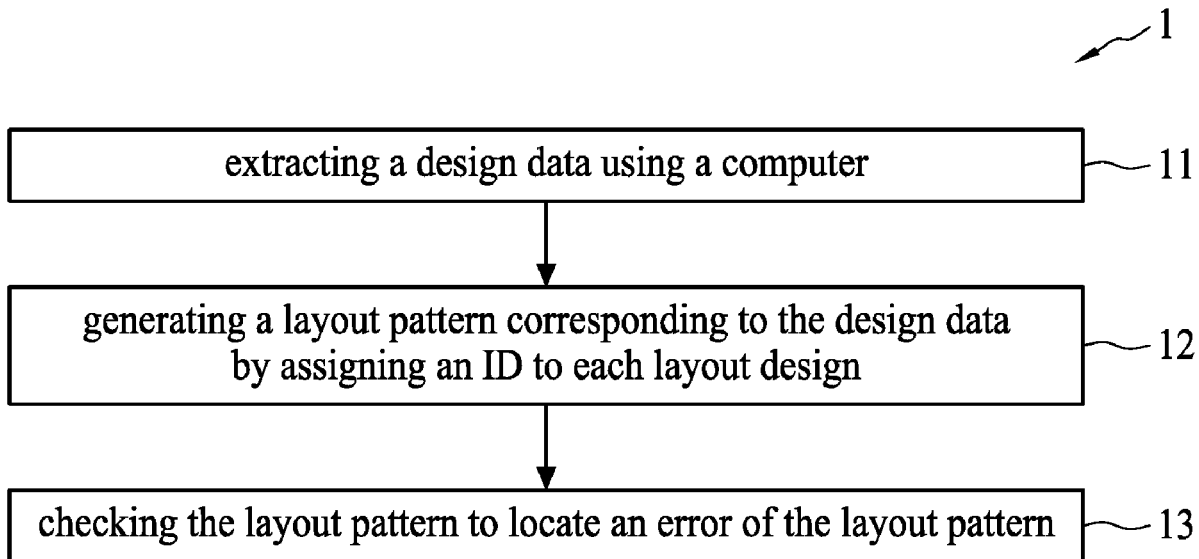 1
extracting a design data using a computer
11
generating a layout pattern corresponding to the design data
by assigning an ID to each layout design
12
checking the layout pattern to locate an error of the layout pattern
13